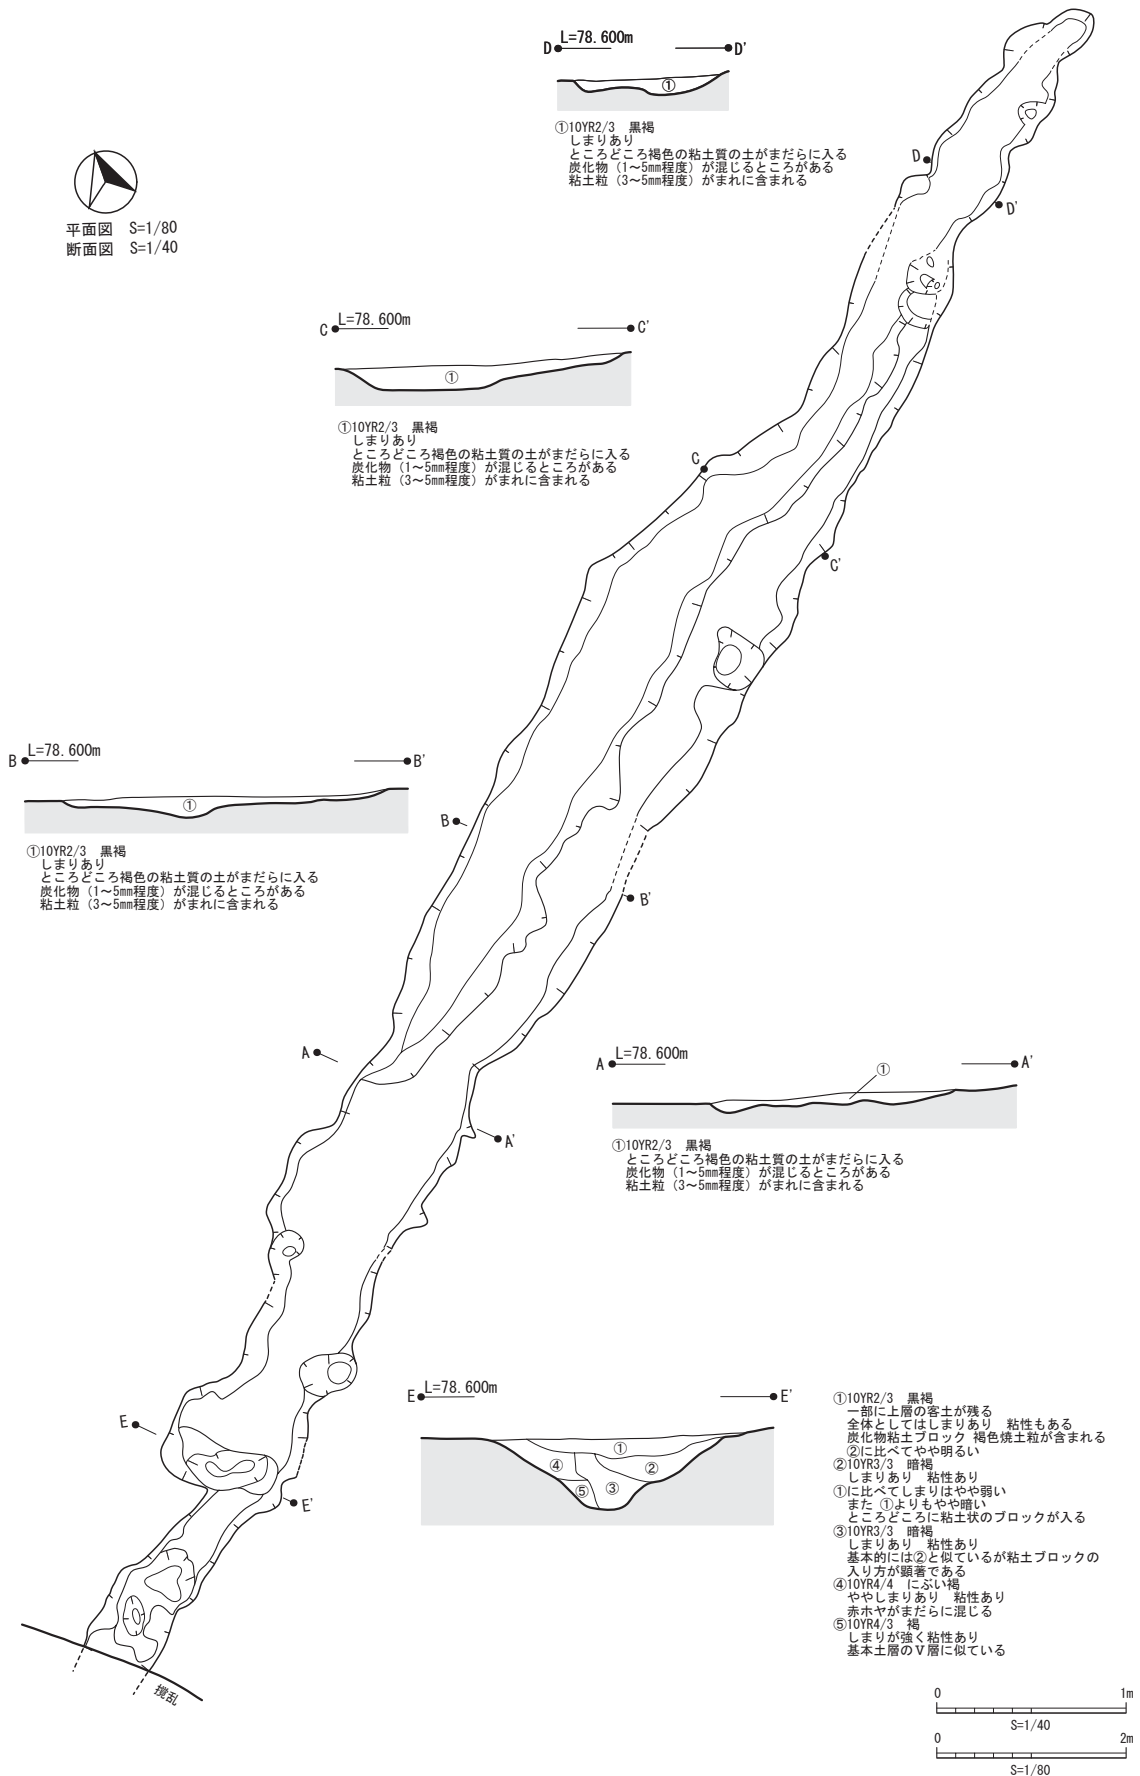 D L=78.600m D'
①
①10YR2/3 黒褐
しまりあり
ところどころ褐色の粘土質の土がまだらに入る
炭化物（1～5㎜程度）が混じるところがある
粘土粒（3～5㎜程度）がまれに含まれる
平面図 S=1/80
断面図 S=1/40
D
D'
C L=78.600m C'
①
①10YR2/3 黒褐
しまりあり
ところどころ褐色の粘土質の土がまだらに入る
炭化物（1～5㎜程度）が混じるところがある
粘土粒（3～5㎜程度）がまれに含まれる
C
C'
B L=78.600m B'
①
①10YR2/3 黒褐
しまりあり
ところどころ褐色の粘土質の土がまだらに入る
炭化物（1～5㎜程度）が混じるところがある
粘土粒（3～5㎜程度）がまれに含まれる
B
B'
A
A'
A L=78.600m A'
①
①10YR2/3 黒褐
ところどころ褐色の粘土質の土がまだらに入る
炭化物（1～5㎜程度）が混じるところがある
粘土粒（3～5㎜程度）がまれに含まれる
E
E'
E L=78.600m E'
①
④ ②
⑤ ③
①10YR2/3 黒褐
一部に上層の客土が残る
全体としてはしまりあり 粘性もある
炭化物粘土ブロック 褐色焼土粒が含まれる
②に比べてやや明るい
②10YR3/3 暗褐
しまりあり 粘性あり
①に比べてしまりはやや弱い
また ①よりもやや暗い
ところどころに粘土状のブロックが入る
③10YR3/3 暗褐
しまりあり 粘性あり
基本的には②と似ているが粘土ブロックの
入り方が顕著である
④10YR4/4 にぶい褐
ややしまりあり 粘性あり
赤ホヤがまだらに混じる
⑤10YR4/3 褐
しまりが強く粘性あり
基本土層のⅤ層に似ている
撹乱
0 1m
S=1/40
0 2m
S=1/80